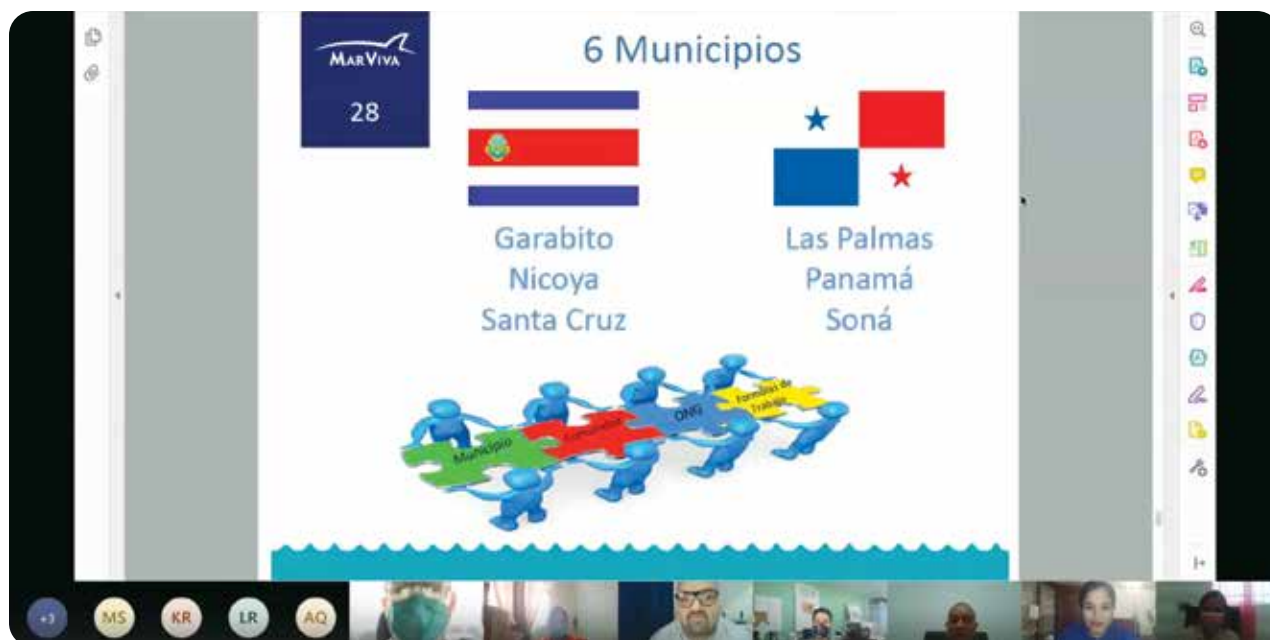 MARVIVA
28
6 Municipios
Garabito
Nicoya
Santa Cruz
Las Palmas
Panamá
Soná
Municipio
ONG
Fórmulas de
Trabajo
+3
MS
KR
LR
AQ